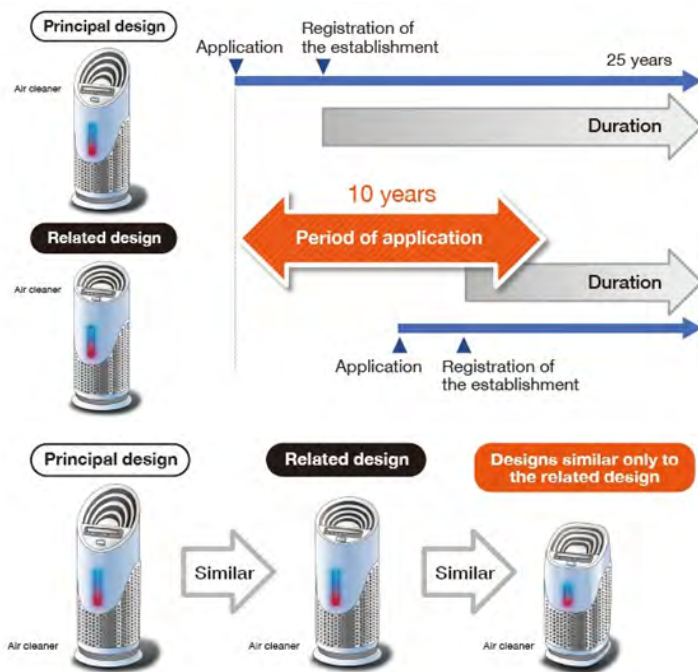 Principal design
Air cleaner
Application
Registration of
the establishment
25 years
Duration
10 years
Period of application
Related design
Air cleaner
Duration
Application
Registration of
the establishment
Principal design
Related design
Designs similar only to
the related design
Similar
Similar
Air cleaner
Air cleaner
Air cleaner